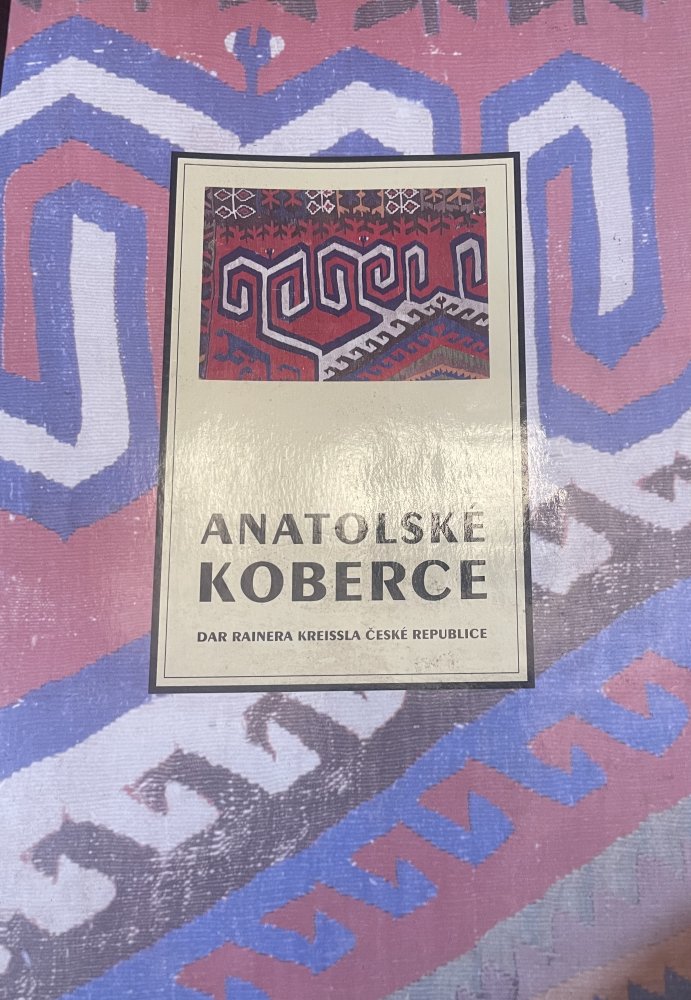 ANATOLSKÉ
KOBERCE
DAR RAINERA KREISSLA ČESKÉ REPUBLICE